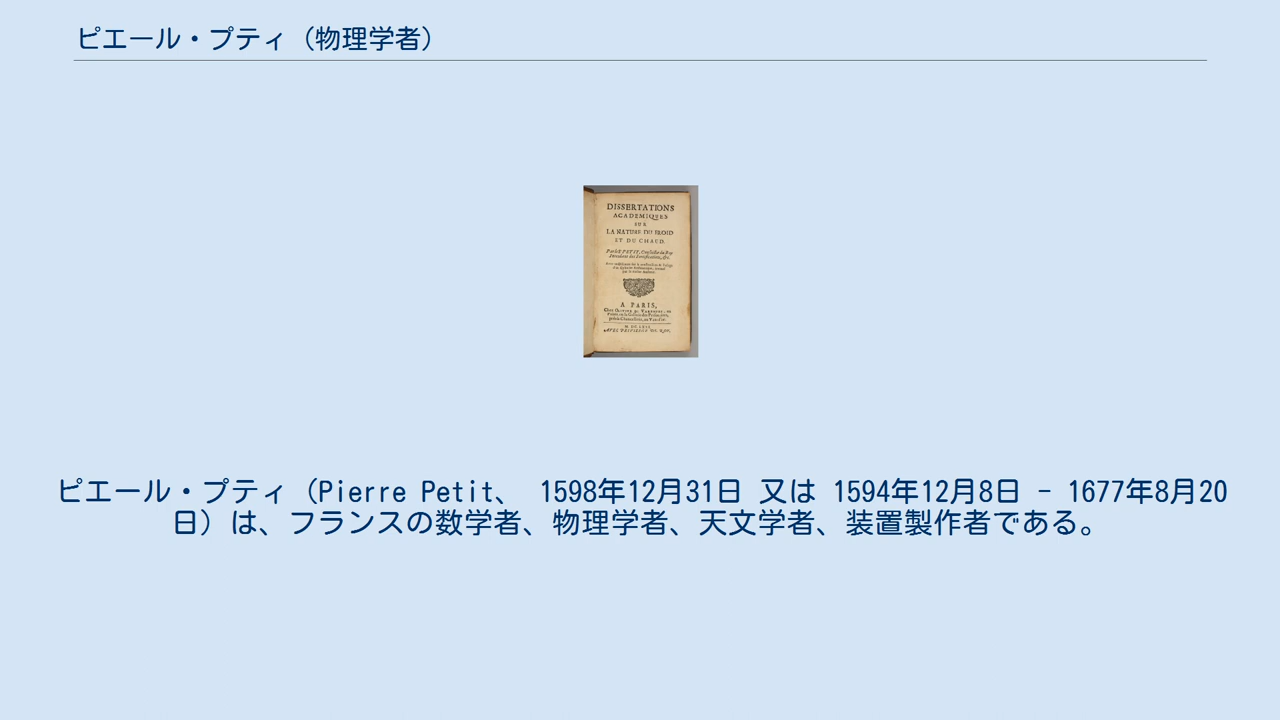 ピエール・プティ（物理学者）
DISSERTATIONS
ACADEMIQUES
SUR
LA NATURE DU FROID
ET DU CHAUD.
A PARIS,
ピエール・プティ（Pierre Petit、 1598年12月31日 又は 1594年12月8日 - 1677年8月20
日）は、フランスの数学者、物理学者、天文学者、装置製作者である。